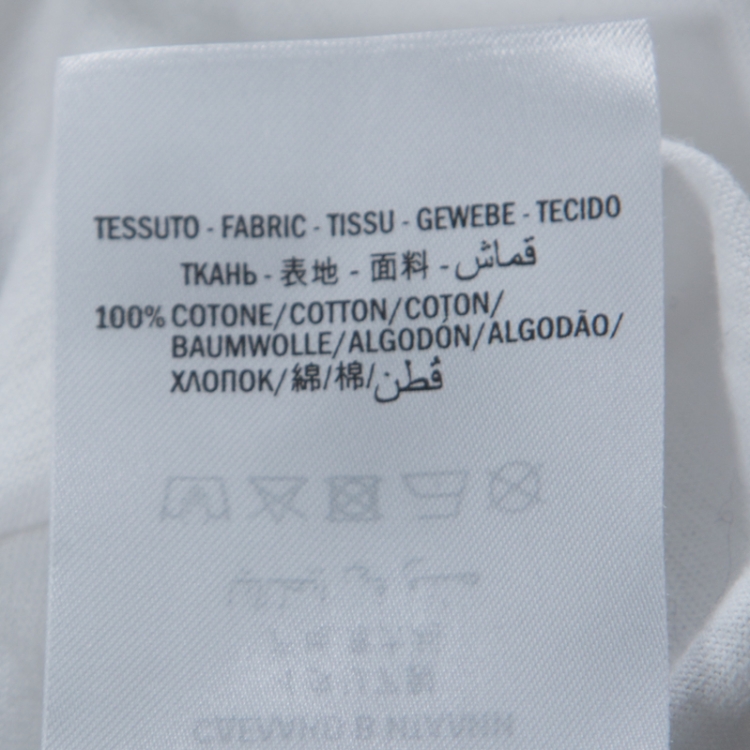 TESSUTO - FABRIC - TISSU - GEWEBE - TECIDO
ТКАНЬ - 表地 - 面料 - قماش
100% COTONE/COTTON/COTON/
BAUMWOLLE/ALGODÓN/ALGODÃO/
ХЛОПОК/綿/棉/قُطن